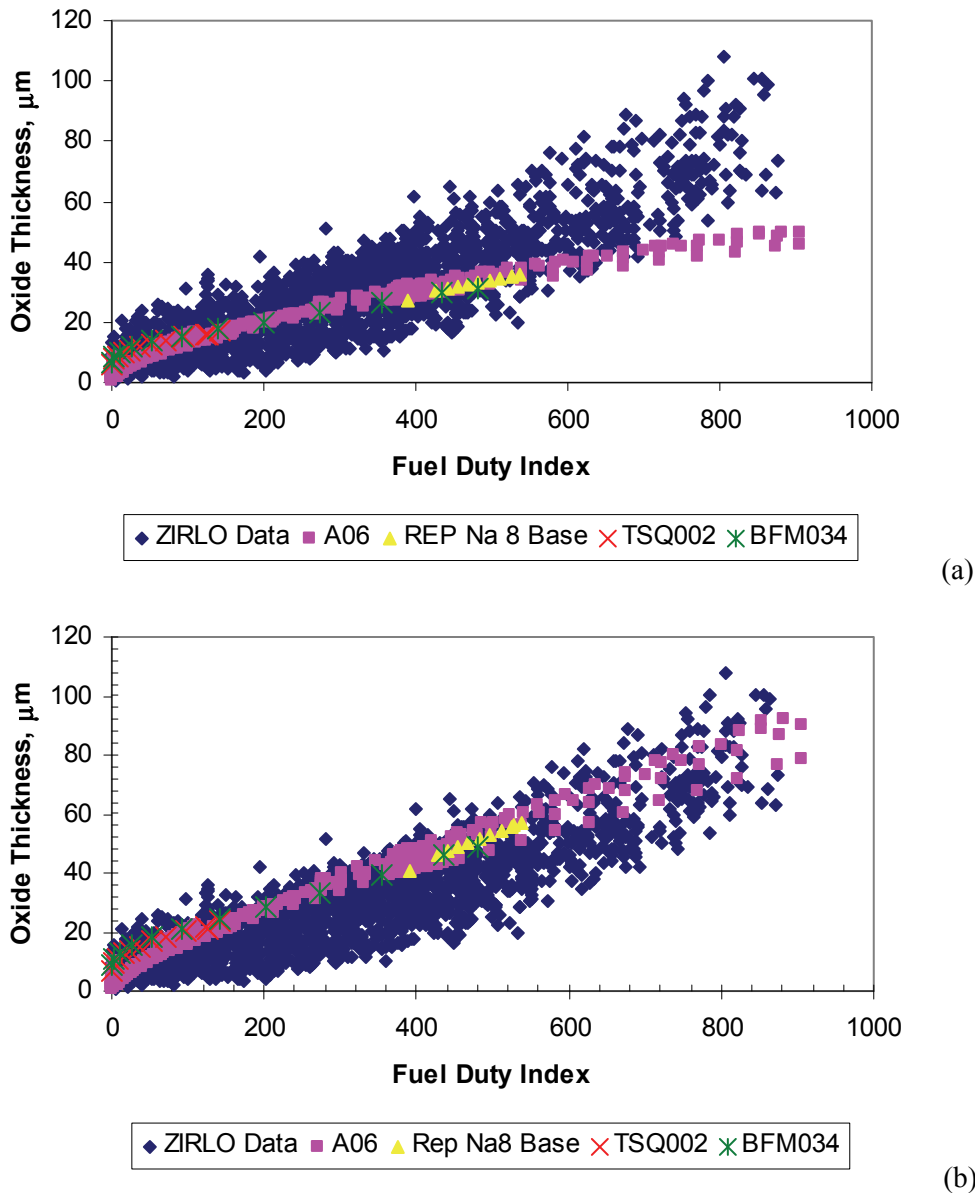 120
100
80
60
40
20
0
Oxide Thickness, μm
0 200 400 600 800 1000
Fuel Duty Index
ZIRLO Data A06 REP Na 8 Base TSQ002 BFM034
(a)
120
100
80
60
40
20
0
Oxide Thickness, μm
0 200 400 600 800 1000
Fuel Duty Index
ZIRLO Data A06 Rep Na8 Base TSQ002 BFM034
(b)